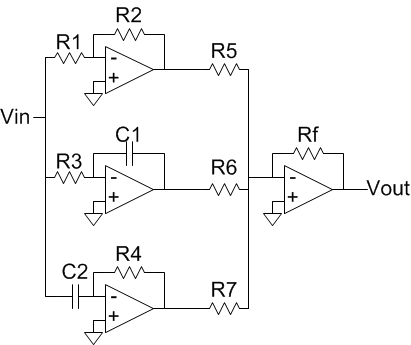 R2
R1
R5
-
+
Vin
C1
Rf
R3
R6
-
+
-
+
Vout
R4
C2
R7
-
+